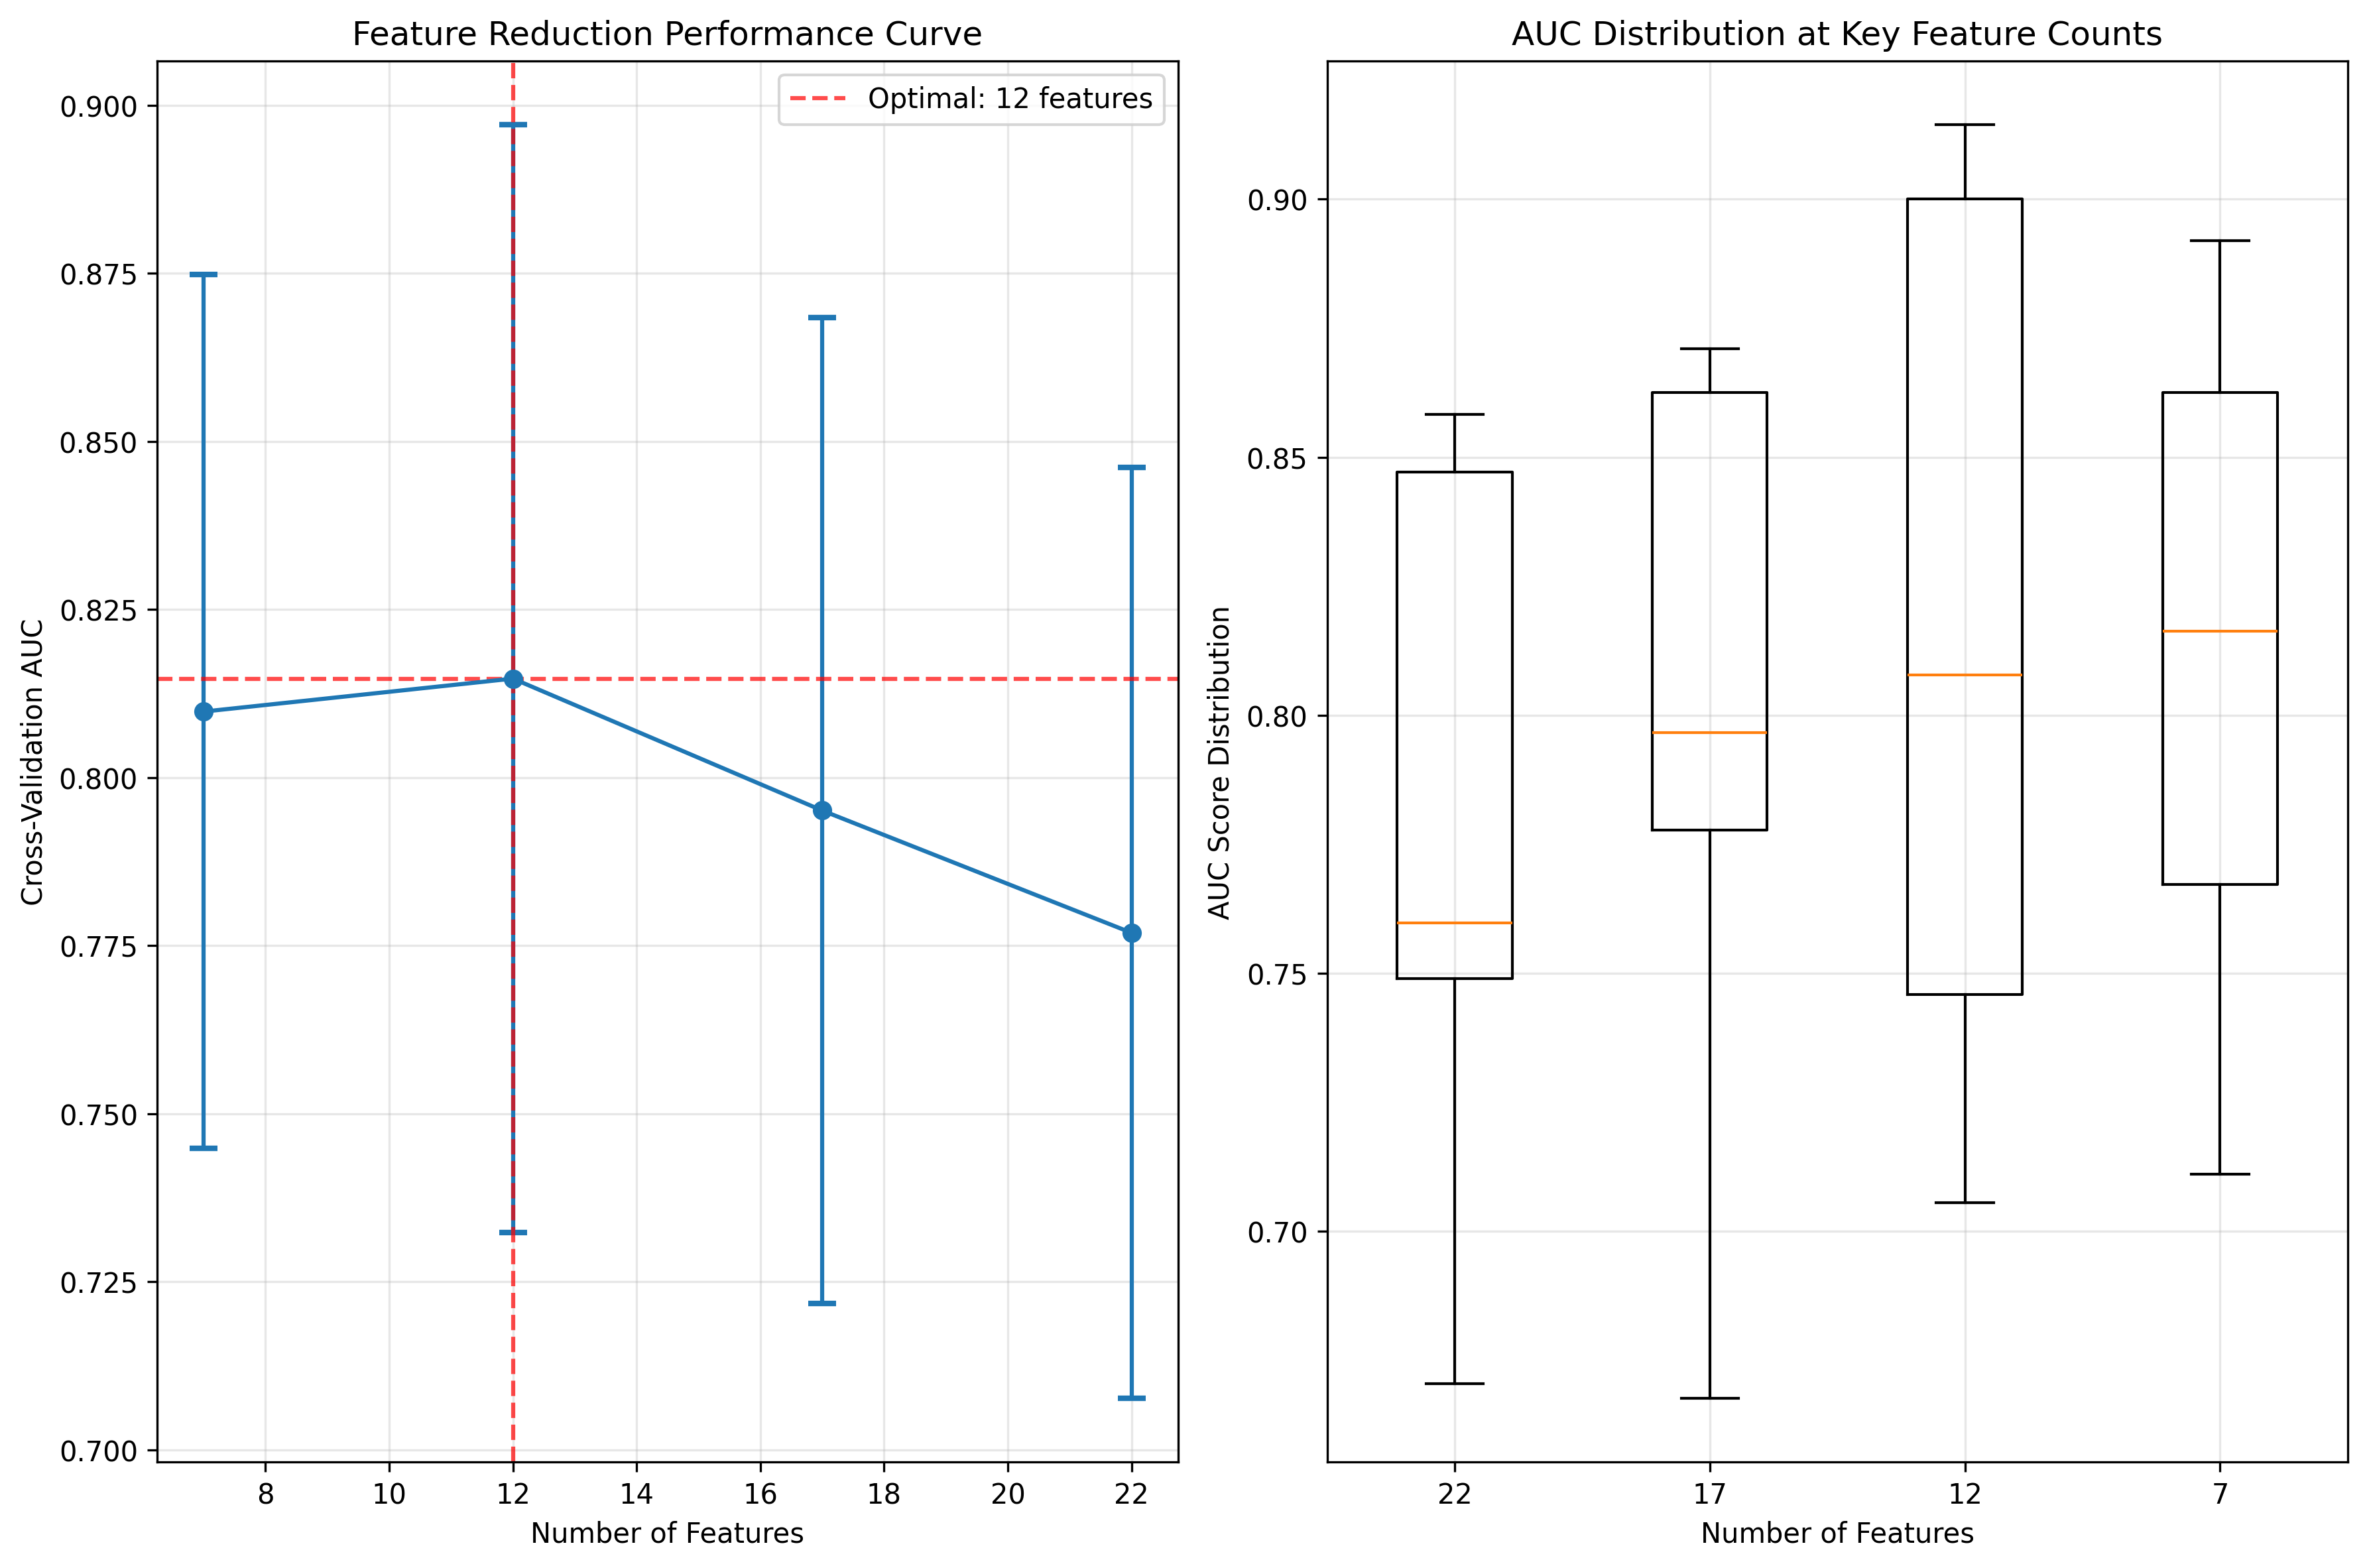 Feature Reduction Performance Curve
Optimal: 12 features
0.900
0.875
0.850
0.825
0.800
0.775
0.750
0.725
0.700
Cross-Validation AUC
8 10 12 14 16 18 20 22
Number of Features
AUC Distribution at Key Feature Counts
0.90
0.85
0.80
0.75
0.70
AUC Score Distribution
22 17 12 7
Number of Features